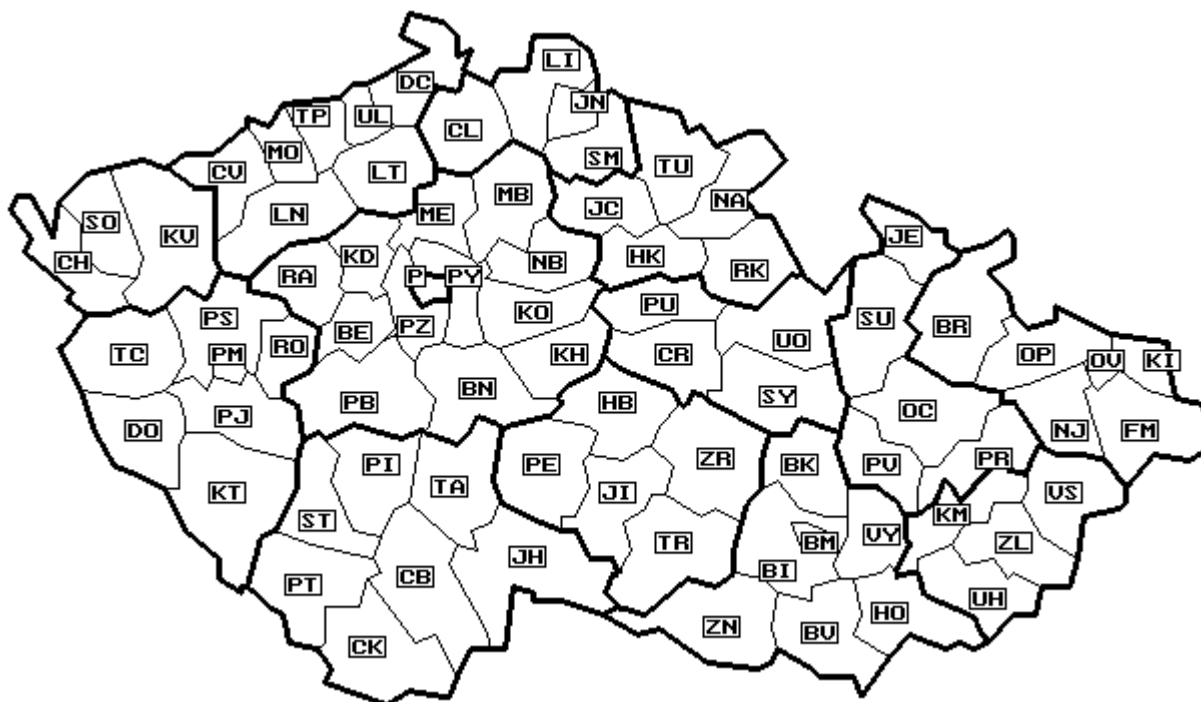 LI
DC
JN
TP
UL
CL
MO
SM
CV
LT
TU
MB
NA
LN
JC
ME
SO
KV
JE
KD
HK
CH
NB
RK
RA
P
PY
PU
KO
PS
SU
BE
PZ
BR
RO
UO
TC
PM
KH
CR
OP
OV
KI
BN
SY
PB
HB
OC
PJ
DO
NJ
FM
ZR
PR
PI
PE
BK
PV
TA
KT
JI
VS
KM
ST
TR
BM
VY
ZL
JH
BI
CB
PT
UH
HO
ZN
BV
CK